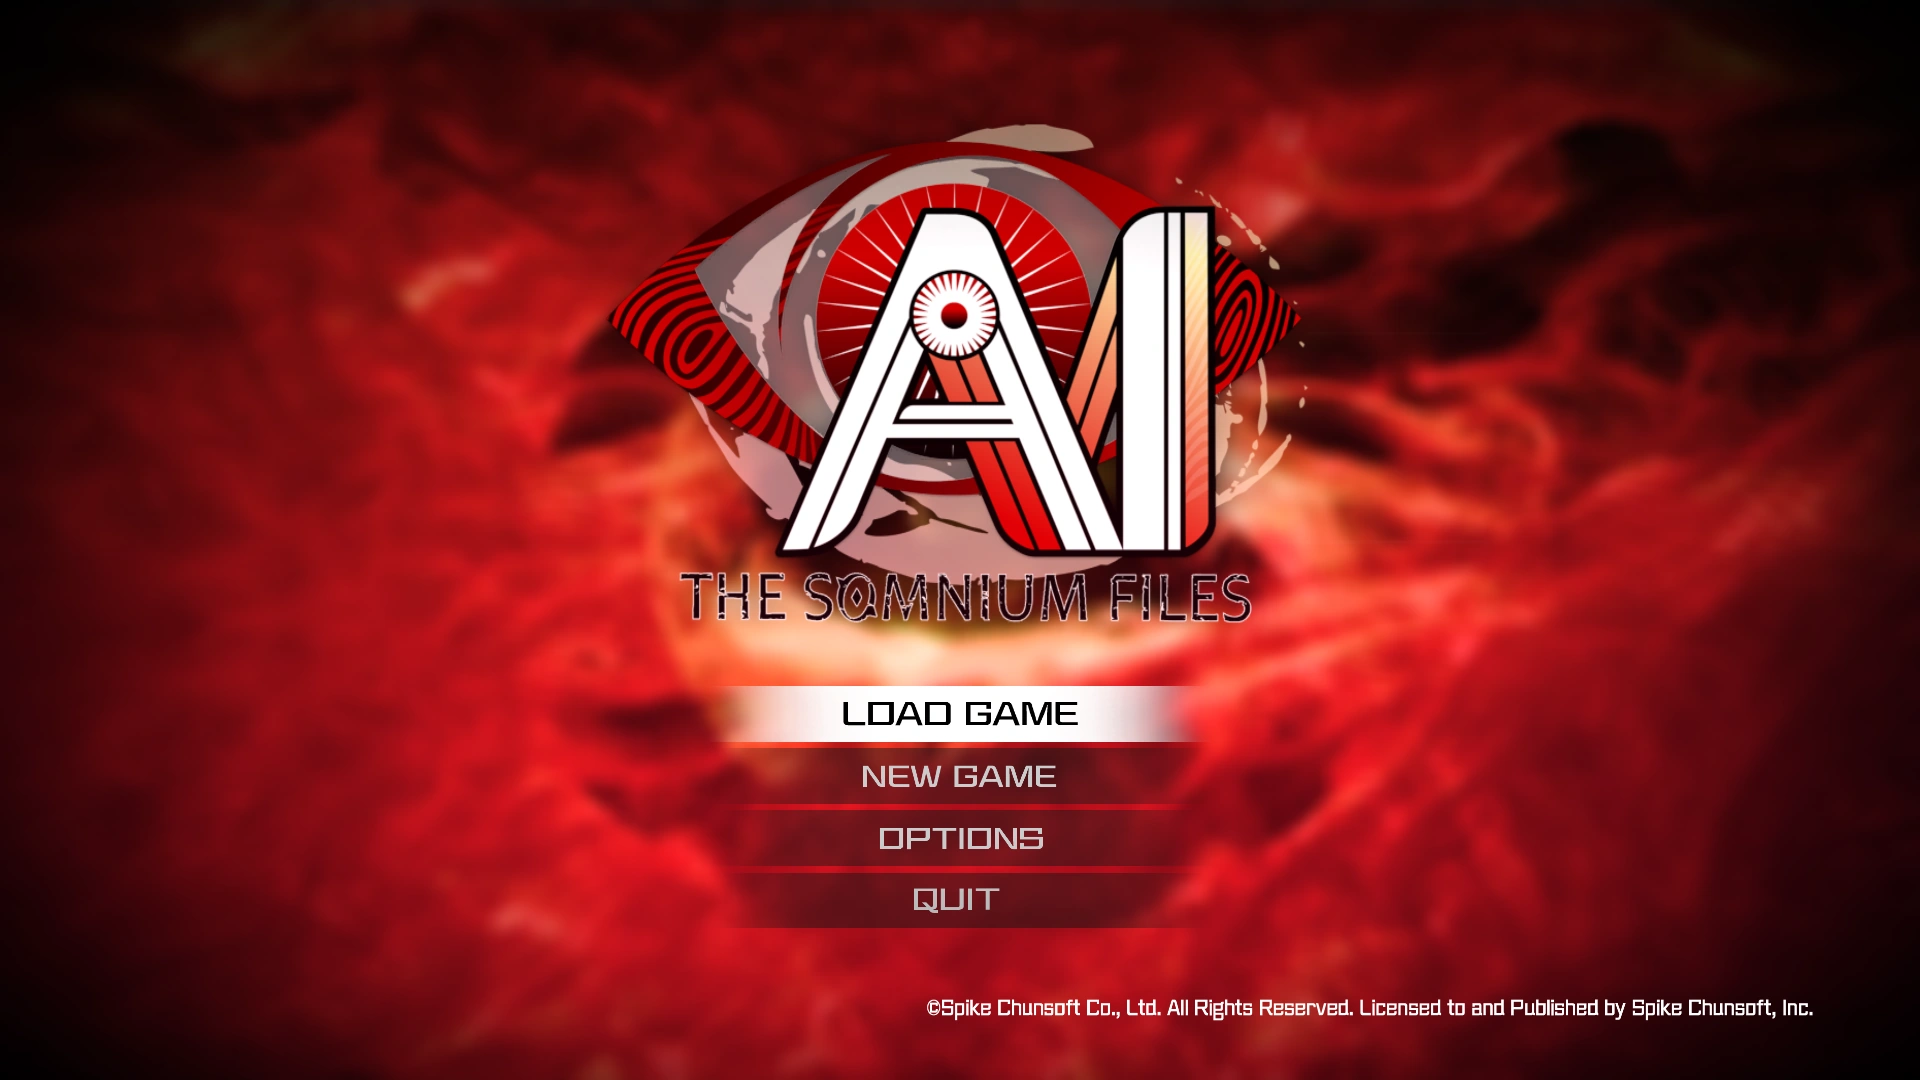 AI
THE SOMNIUM FILES
LOAD GAME
NEW GAME
OPTIONS
QUIT
©Spike Chunsoft Co., Ltd. All Rights Reserved. Licensed to and Published by Spike Chunsoft, Inc.